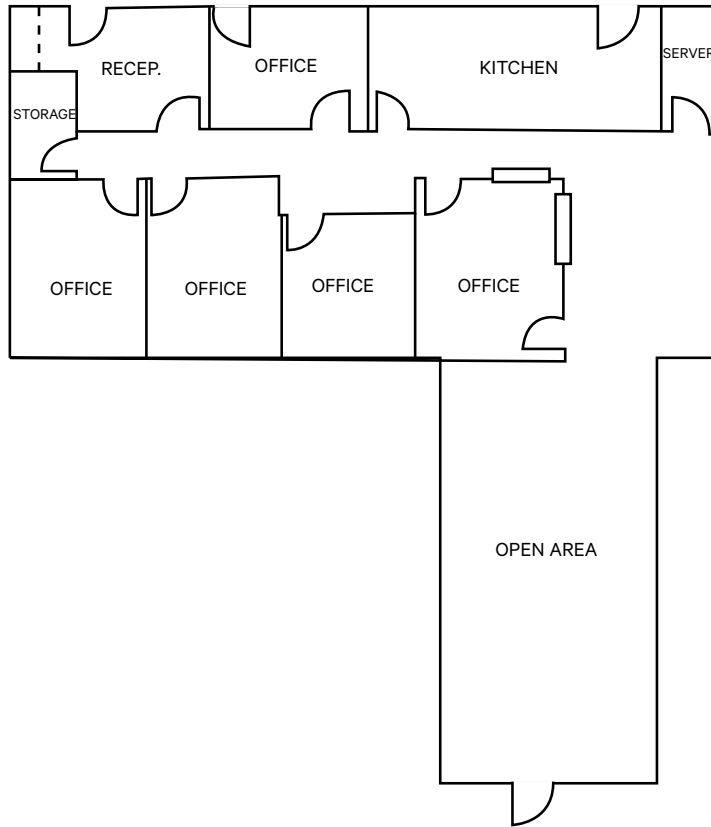 RECEP.
OFFICE
KITCHEN
SERVER
STORAGE
OFFICE
OFFICE
OFFICE
OFFICE
OPEN AREA